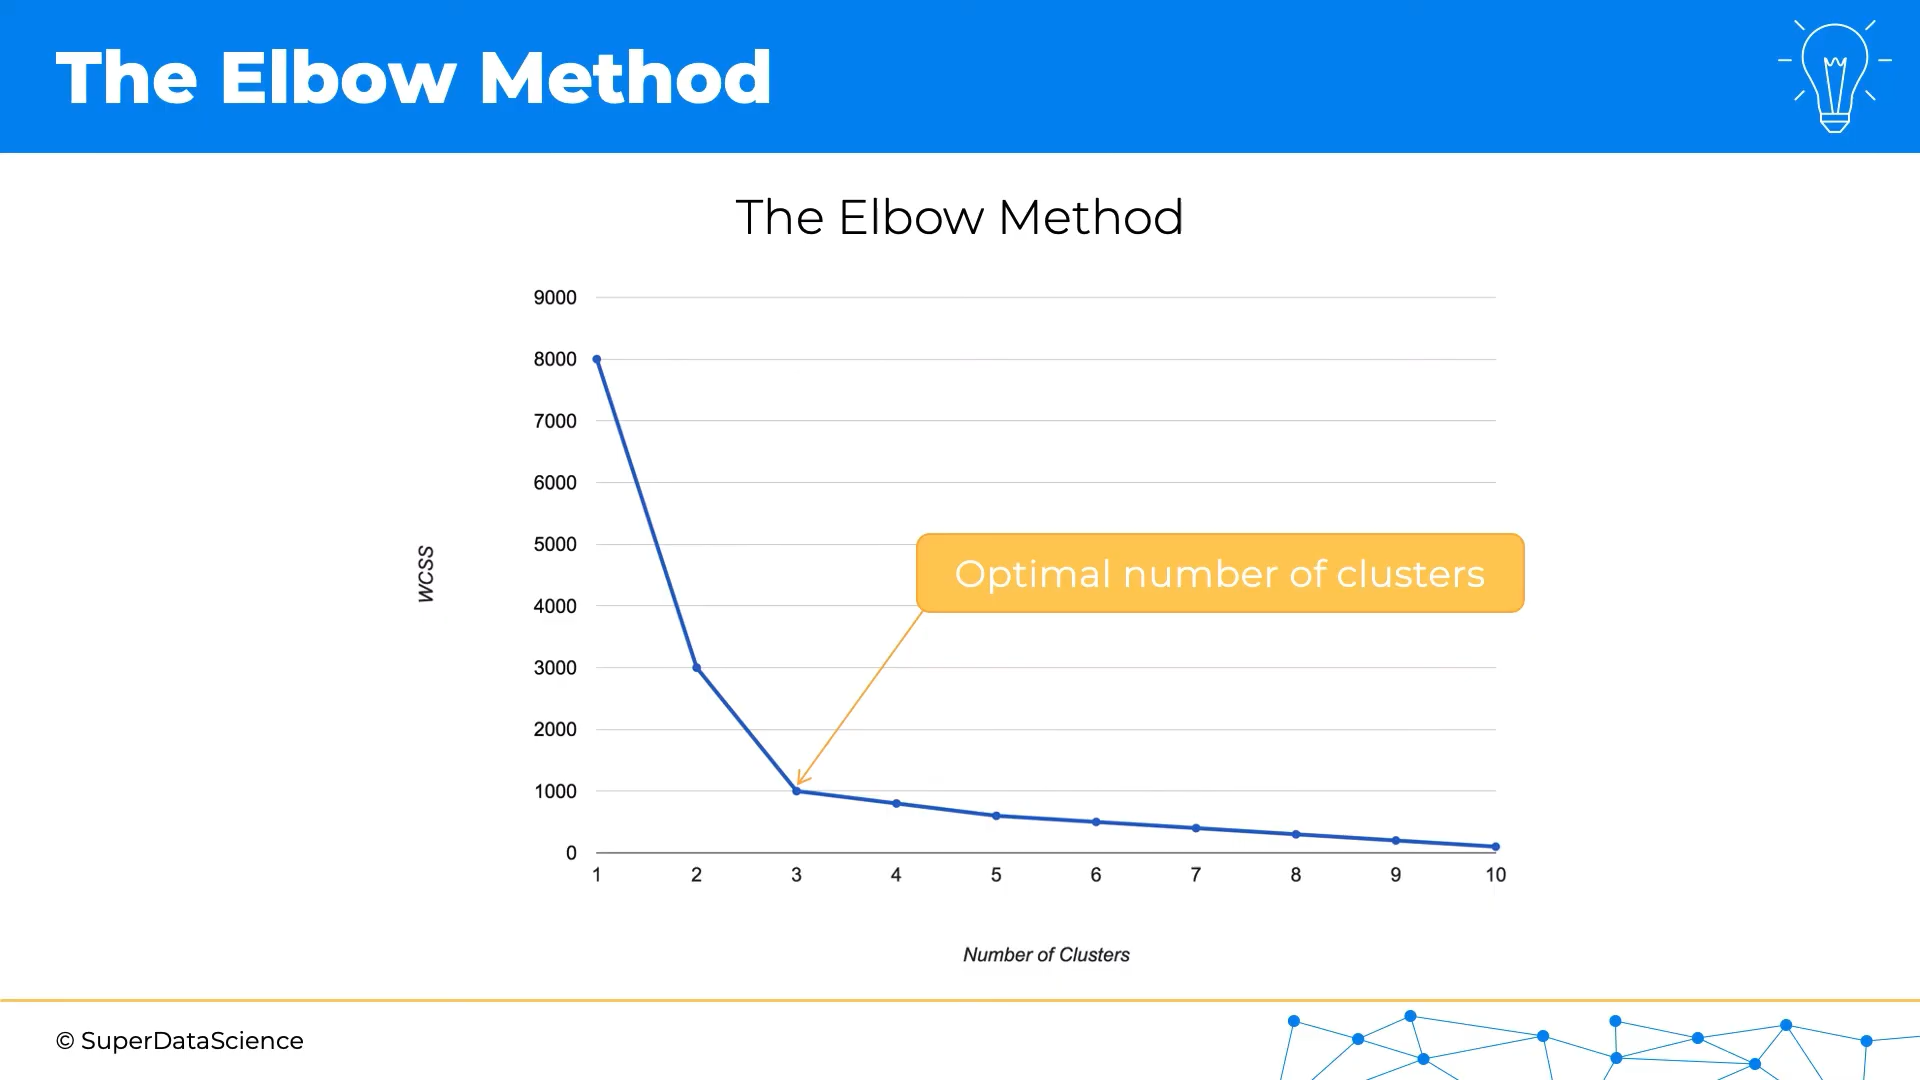 The Elbow Method
The Elbow Method
9000
8000
7000
6000
5000
4000
3000
2000
1000
0
WCSS
Optimal number of clusters
1 2 3 4 5 6 7 8 9 10
Number of Clusters
© SuperDataScience